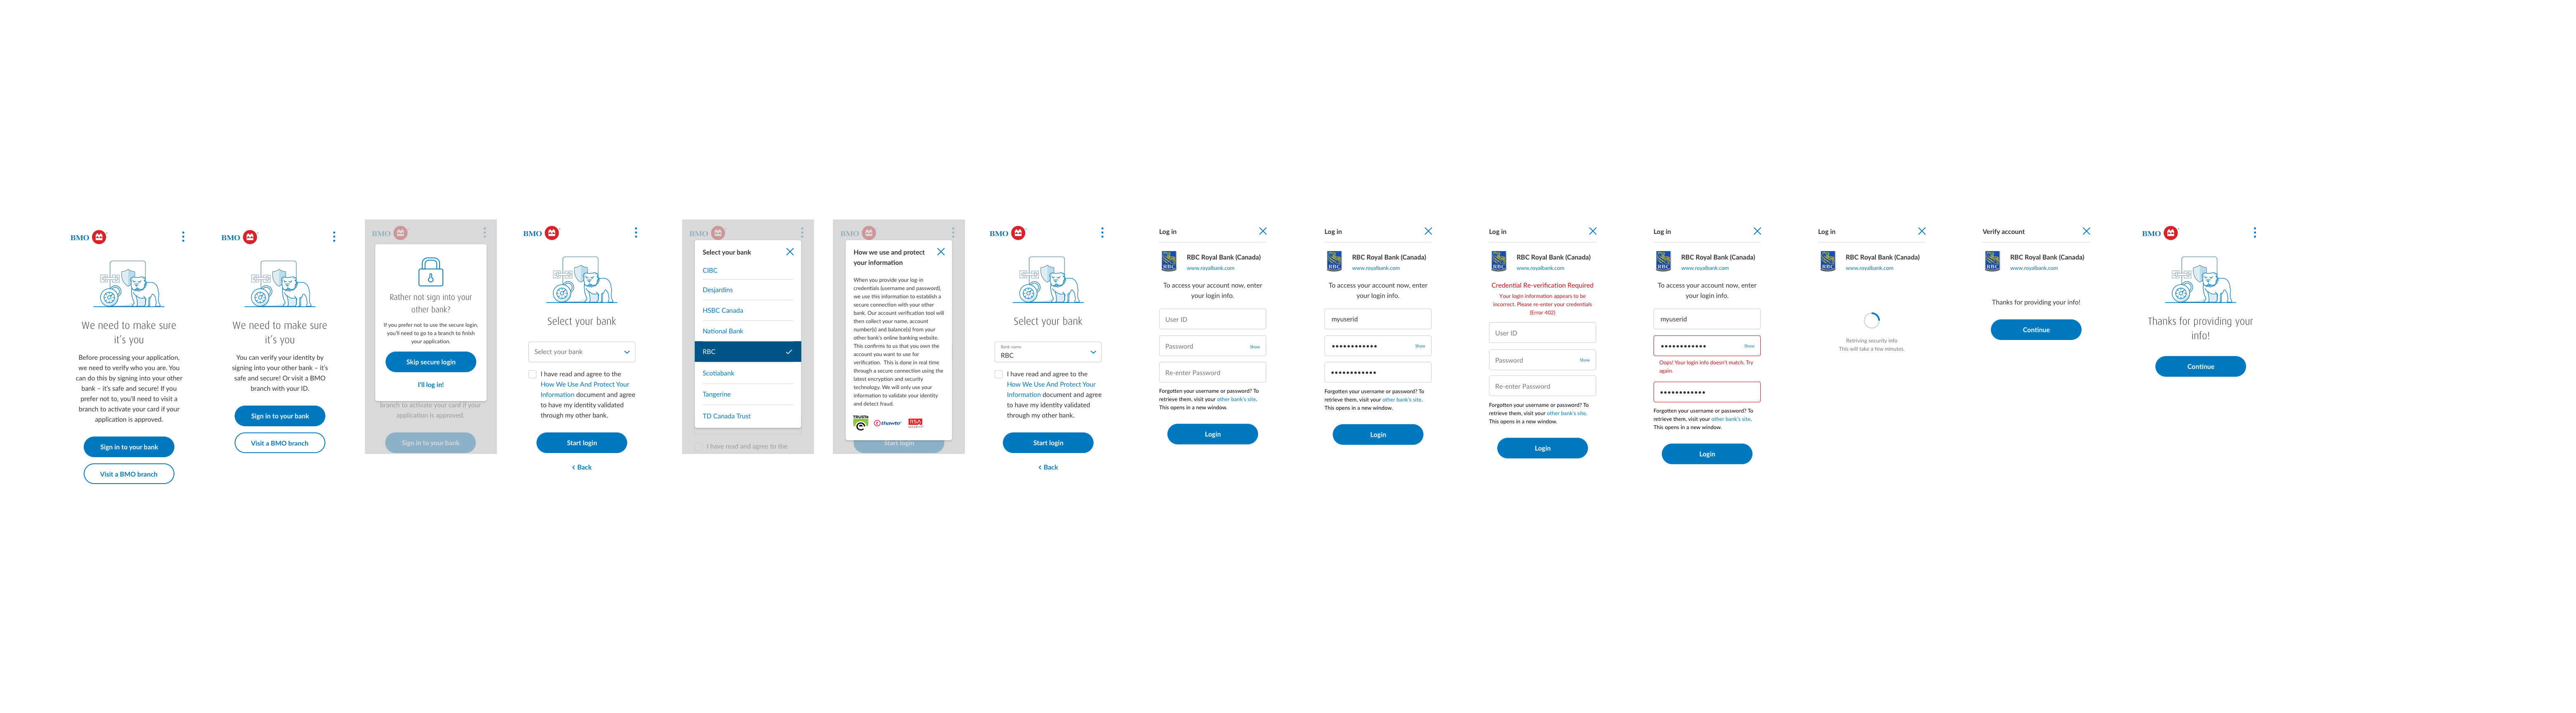 BMO
We need to make sure
it's you
Before processing your application,
we need to verify who you are. You
can do this by signing into your other
bank – it's safe and secure! If you
prefer not to, you'll need to visit a
branch to activate your card if your
application is approved.
Sign in to your bank
Visit a BMO branch
BMO
We need to make sure
it's you
You can verify your identity by
signing into your other bank – it's
safe and secure! Or visit a BMO
branch with your ID.
Sign in to your bank
Visit a BMO branch
BMO
Rather not sign into your
other bank?
If you prefer not to use the secure login,
you'll need to go to a branch to finish
your application.
Skip secure login
I'll log in!
branch to activate your card if your
application is approved.
Sign in to your bank
BMO
Select your bank
Select your bank
I have read and agree to the
How We Use And Protect Your
Information document and agree
to have my identity validated
through my other bank.
Start login
< Back
BMO
Select your bank
CIBC
Desjardins
HSBC Canada
National Bank
RBC
Scotiabank
Tangerine
TD Canada Trust
I have read and agree to the
BMO
How we use and protect
your information
When you provide your log-in
credentials (username and password),
we use this information to establish a
secure connection with your other
bank. Our account verification tool will
then collect your name, account
number(s) and balance(s) from your
other bank's online banking website.
This confirms to us that you own the
account you want to use for
verification. This is done in real time
through a secure connection using the
latest encryption and security
technology. We will only use your
information to validate your identity
and detect fraud.
TRUSTe
thawte
RSA
SECURITY
Start login
BMO
Select your bank
Bank name
RBC
I have read and agree to the
How We Use And Protect Your
Information document and agree
to have my identity validated
through my other bank.
Start login
< Back
Log in
RBC
RBC Royal Bank (Canada)
www.royalbank.com
To access your account now, enter
your login info.
User ID
Password
Show
Re-enter Password
Forgotten your username or password? To
retrieve them, visit your other bank's site.
This opens in a new window.
Login
Log in
RBC
RBC Royal Bank (Canada)
www.royalbank.com
To access your account now, enter
your login info.
myuserid
••••••••••••
Show
••••••••••••
Forgotten your username or password? To
retrieve them, visit your other bank's site.
This opens in a new window.
Login
Log in
RBC
RBC Royal Bank (Canada)
www.royalbank.com
Credential Re-verification Required
Your login information appears to be
incorrect. Please re-enter your credentials
(Error 402)
User ID
Password
Show
Re-enter Password
Forgotten your username or password? To
retrieve them, visit your other bank's site.
This opens in a new window.
Login
Log in
RBC
RBC Royal Bank (Canada)
www.royalbank.com
To access your account now, enter
your login info.
myuserid
••••••••••••
Show
Oops! Your login info doesn't match. Try
again.
••••••••••••
Forgotten your username or password? To
retrieve them, visit your other bank's site.
This opens in a new window.
Login
Log in
RBC
RBC Royal Bank (Canada)
www.royalbank.com
Retriving security info
This will take a few minutes
Verify account
RBC
RBC Royal Bank (Canada)
www.royalbank.com
Thanks for providing your info!
Continue
BMO
Thanks for providing your
info!
Continue